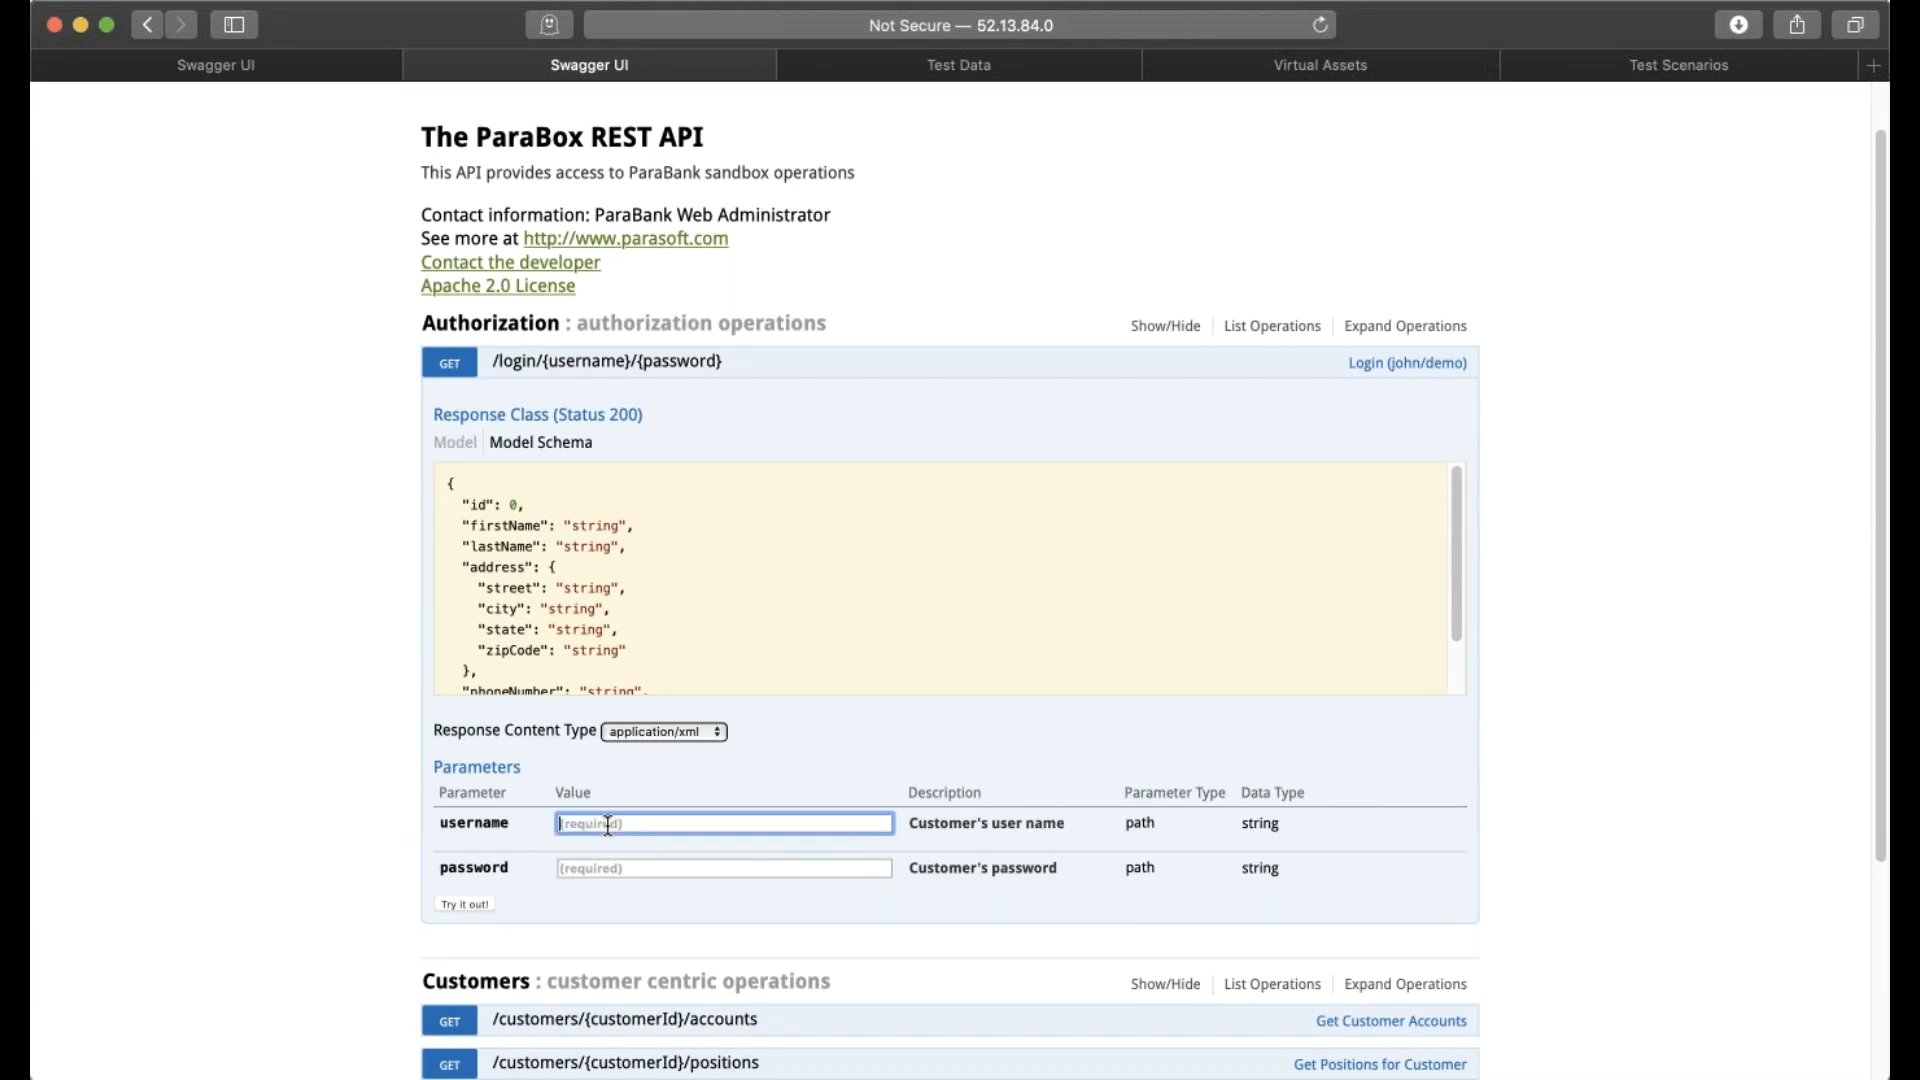 Not Secure — 52.13.84.0
Swagger UI
Swagger UI
Test Data
Virtual Assets
Test Scenarios
The ParaBox REST API
This API provides access to ParaBank sandbox operations
Contact information: ParaBank Web Administrator
See more at http://www.parasoft.com
Contact the developer
Apache 2.0 License
Authorization : authorization operations
Show/Hide
List Operations
Expand Operations
GET /login/{username}/{password} Login (john/demo)
Response Class (Status 200)
Model Model Schema
{
"id": 0,
"firstName": "string",
"lastName": "string",
"address": {
"street": "string",
"city": "string",
"state": "string",
"zipCode": "string"
},
"phoneNumber": "string",
Response Content Type application/xml
Parameters
Parameter Value Description Parameter Type Data Type
username (required) Customer's user name path string
password (required) Customer's password path string
Try it out!
Customers : customer centric operations
Show/Hide
List Operations
Expand Operations
GET /customers/{customerId}/accounts Get Customer Accounts
GET /customers/{customerId}/positions Get Positions for Customer